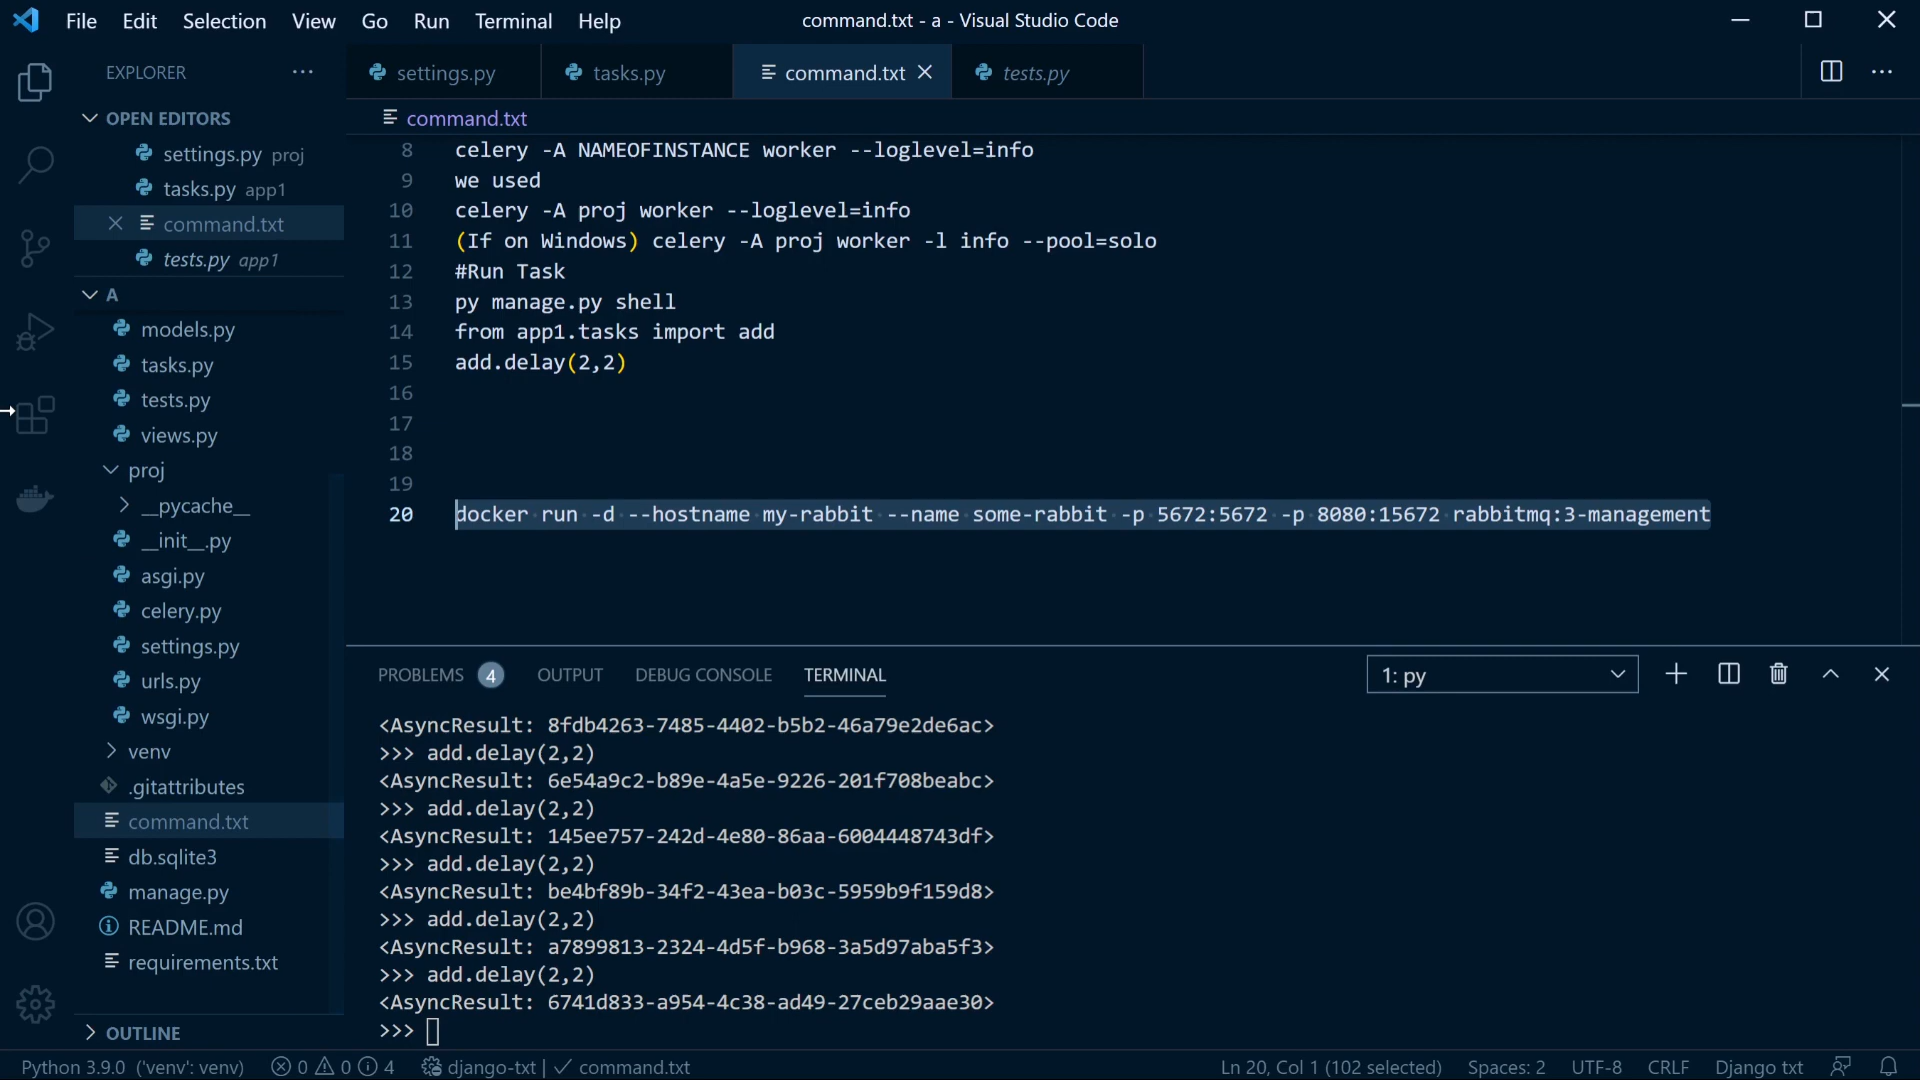 File Edit Selection View Go Run Terminal Help
command.txt - a - Visual Studio Code
EXPLORER
settings.py
tasks.py
command.txt
tests.py
OPEN EDITORS
settings.py proj
tasks.py app1
command.txt
tests.py app1
A
models.py
tasks.py
tests.py
views.py
proj
__pycache__
__init__.py
asgi.py
celery.py
settings.py
urls.py
wsgi.py
venv
.gitattributes
command.txt
db.sqlite3
manage.py
README.md
requirements.txt
OUTLINE
command.txt
8 celery -A NAMEOFINSTANCE worker --loglevel=info
9 we used
10 celery -A proj worker --loglevel=info
11 (If on Windows) celery -A proj worker -l info --pool=solo
12 #Run Task
13 py manage.py shell
14 from app1.tasks import add
15 add.delay(2,2)
16
17
18
19
20 docker run -d --hostname my-rabbit --name some-rabbit -p 5672:5672 -p 8080:15672 rabbitmq:3-management
PROBLEMS 4 OUTPUT DEBUG CONSOLE TERMINAL
1: py
<AsyncResult: 8fdb4263-7485-4402-b5b2-46a79e2de6ac>
>>> add.delay(2,2)
<AsyncResult: 6e54a9c2-b89e-4a5e-9226-201f708beabc>
>>> add.delay(2,2)
<AsyncResult: 145ee757-242d-4e80-86aa-6004448743df>
>>> add.delay(2,2)
<AsyncResult: be4bf89b-34f2-43ea-b03c-5959b9f159d8>
>>> add.delay(2,2)
<AsyncResult: a7899813-2324-4d5f-b968-3a5d97aba5f3>
>>> add.delay(2,2)
<AsyncResult: 6741d833-a954-4c38-ad49-27ceb29aae30>
>>>
Python 3.9.0 ('venv': venv) 0 0 4 django-txt | command.txt Ln 20, Col 1 (102 selected) Spaces: 2 UTF-8 CRLF Django txt